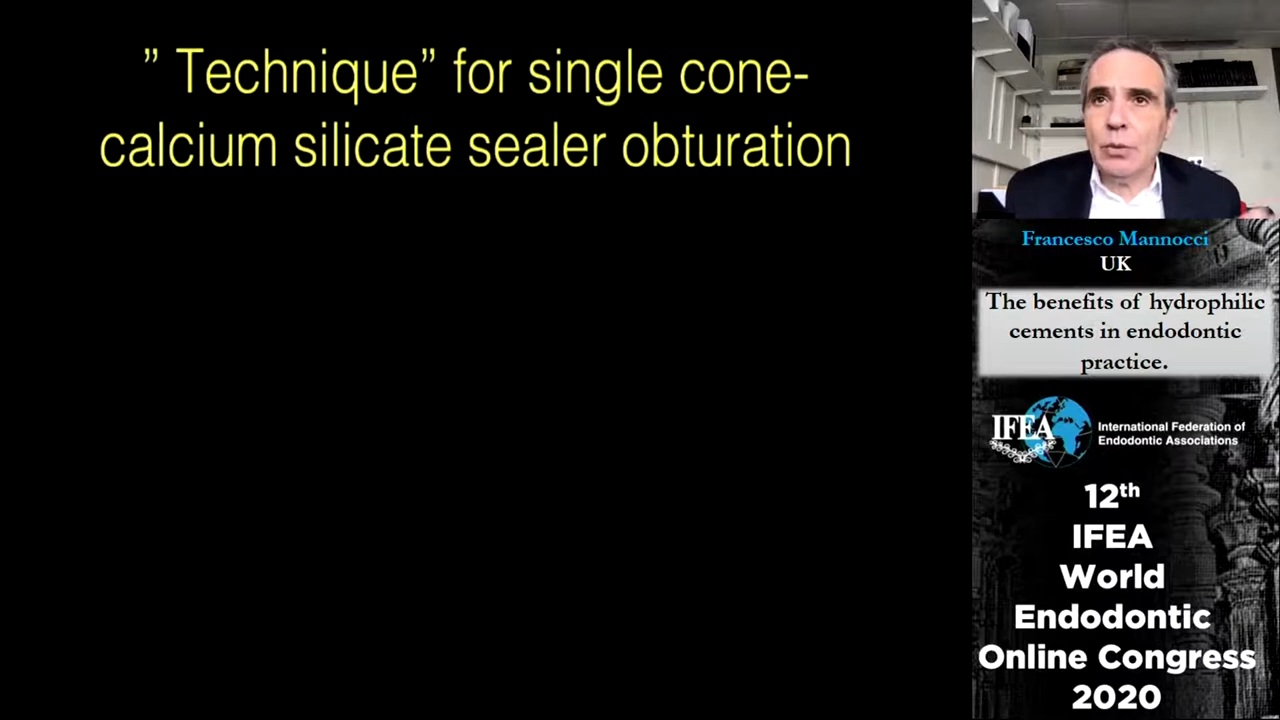 ” Technique” for single cone-
calcium silicate sealer obturation
Francesco Mannocci
UK
The benefits of hydrophilic
cements in endodontic
practice.
IFEA
International Federation of
Endodontic Associations
12th
IFEA
World
Endodontic
Online Congress
2020